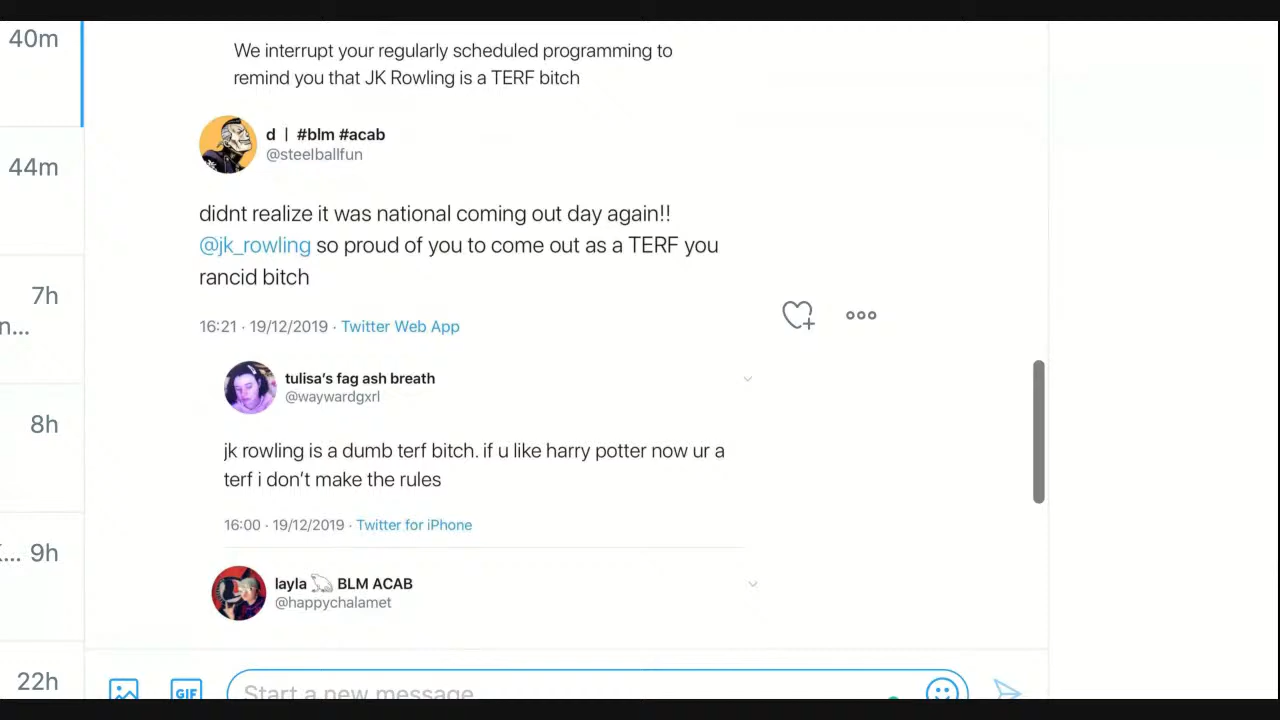 40m
We interrupt your regularly scheduled programming to
remind you that JK Rowling is a TERF bitch
d | #blm #acab
@steelballfun
44m
didnt realize it was national coming out day again!!
@jk_rowling so proud of you to come out as a TERF you
rancid bitch
7h
n...
16:21 · 19/12/2019 · Twitter Web App
tulisa's fag ash breath
@waywardgxrl
8h
jk rowling is a dumb terf bitch. if u like harry potter now ur a
terf i don't make the rules
16:00 · 19/12/2019 · Twitter for iPhone
... 9h
layla BLM ACAB
@happychalamet
22h
GIF
Start a new message